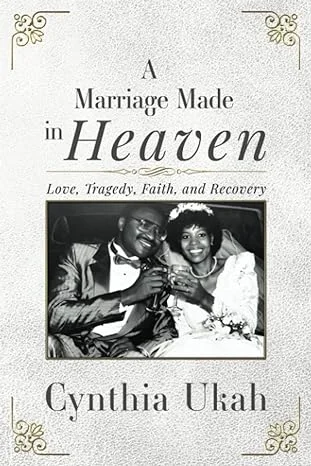 A
Marriage Made
in Heaven
Love, Tragedy, Faith, and Recovery
Cynthia Ukah